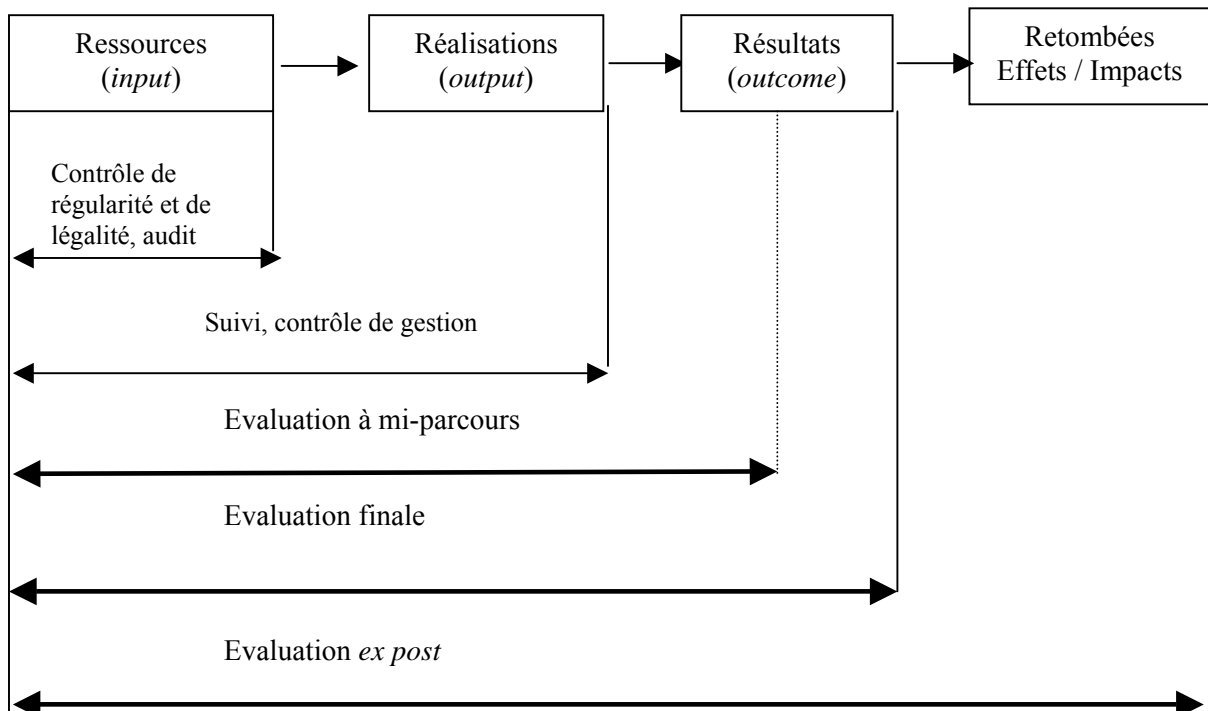 Ressources
(input)
Réalisations
(output)
Résultats
(outcome)
Retombées
Effets / Impacts
Contrôle de
régularité et de
légalité, audit
Suivi, contrôle de gestion
Evaluation à mi-parcours
Evaluation finale
Evaluation ex post